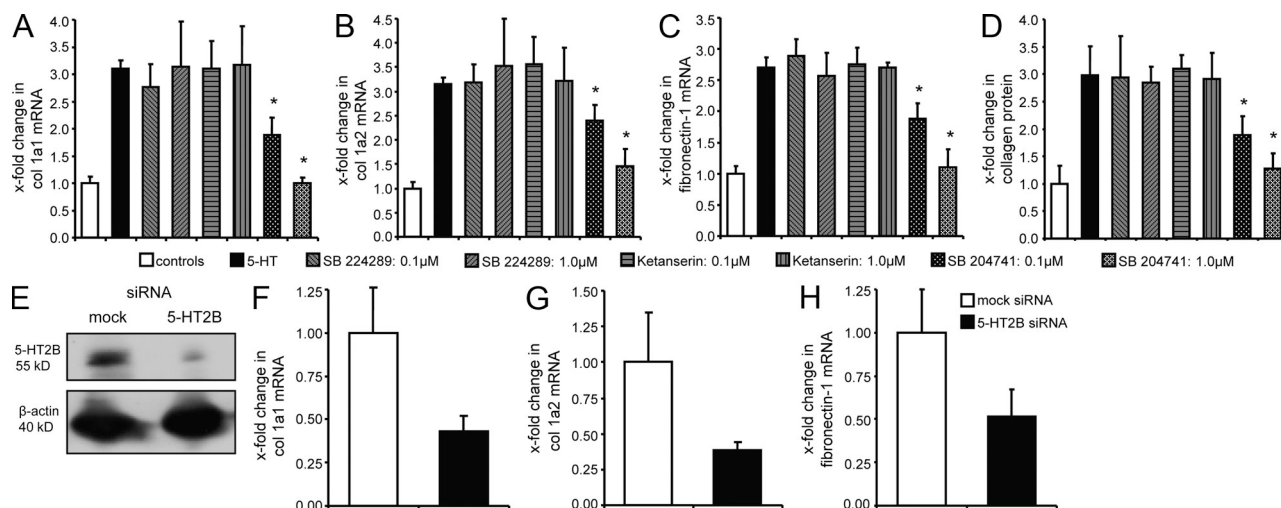 A
x-fold change in
col 1a1 mRNA
4.0
3.5
3.0
2.5
2.0
1.5
1.0
0.5
0.0
*
*
B
x-fold change in
col 1a2 mRNA
4.5
4.0
3.5
3.0
2.5
2.0
1.5
1.0
0.5
0.0
*
*
C
x-fold change in
fibronectin-1 mRNA
3.5
3.0
2.5
2.0
1.5
1.0
0.5
0.0
*
*
D
x-fold change in
collagen protein
4.0
3.5
3.0
2.5
2.0
1.5
1.0
0.5
0.0
*
*
controls 5-HT SB 224289: 0.1µM SB 224289: 1.0µM Ketanserin: 0.1µM Ketanserin: 1.0µM SB 204741: 0.1µM SB 204741: 1.0µM
E
siRNA
mock 5-HT2B
5-HT2B
55 kD
β-actin
40 kD
F
x-fold change in
col 1a1 mRNA
1.25
1.00
0.75
0.50
0.25
0.00
G
x-fold change in
col 1a2 mRNA
1.50
1.25
1.00
0.75
0.50
0.25
0.00
H
x-fold change in
fibronectin-1 mRNA
1.25
1.00
0.75
0.50
0.25
0.00
mock siRNA
5-HT2B siRNA